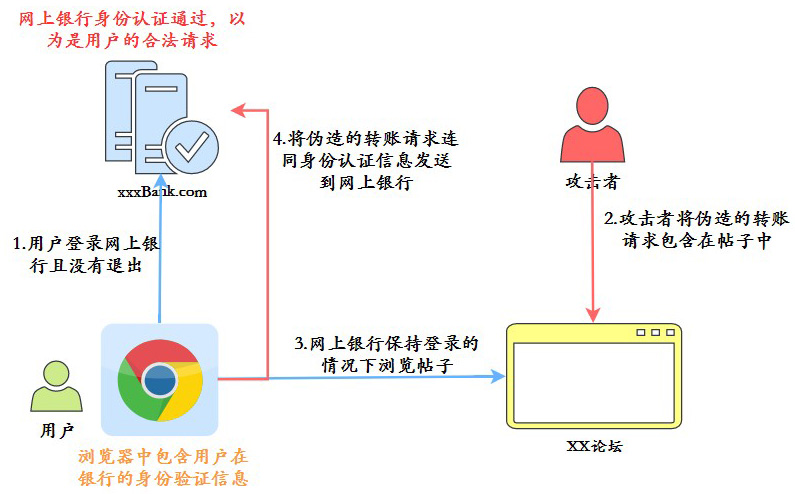 网上银行身份认证通过，以
为是用户的合法请求
xxxBank.com
4.将伪造的转账请求连
同身份认证信息发送
到网上银行
攻击者
2.攻击者将伪造的转账
请求包含在帖子中
1.用户登录网上银
行且没有退出
3.网上银行保持登录的
情况下浏览帖子
用户
XX论坛
浏览器中包含用户在
银行的身份验证信息